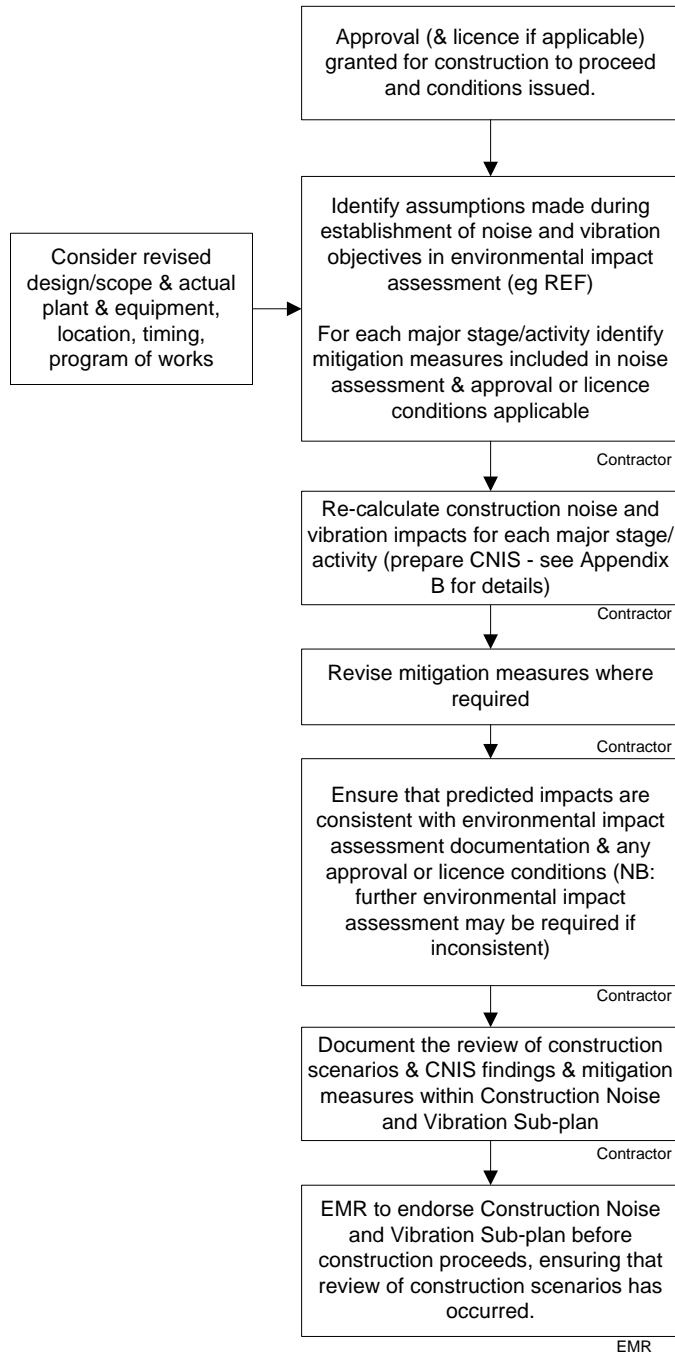 Approval (& licence if applicable)
granted for construction to proceed
and conditions issued.
Consider revised
design/scope & actual
plant & equipment,
location, timing,
program of works
Identify assumptions made during
establishment of noise and vibration
objectives in environmental impact
assessment (eg REF)
For each major stage/activity identify
mitigation measures included in noise
assessment & approval or licence
conditions applicable
Contractor
Re-calculate construction noise and
vibration impacts for each major stage/
activity (prepare CNIS - see Appendix
B for details)
Contractor
Revise mitigation measures where
required
Contractor
Ensure that predicted impacts are
consistent with environmental impact
assessment documentation & any
approval or licence conditions (NB:
further environmental impact
assessment may be required if
inconsistent)
Contractor
Document the review of construction
scenarios & CNIS findings & mitigation
measures within Construction Noise
and Vibration Sub-plan
Contractor
EMR to endorse Construction Noise
and Vibration Sub-plan before
construction proceeds, ensuring that
review of construction scenarios has
occurred.
EMR